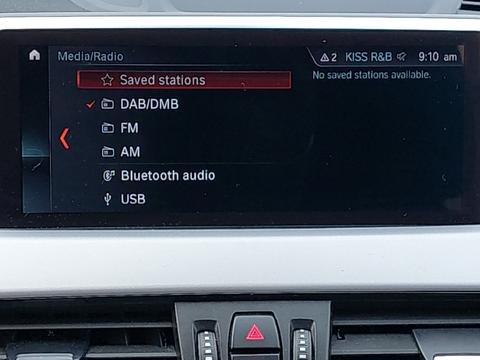 Media/Radio
2 KISS R&B 9:10 am
Saved stations
No saved stations available.
DAB/DMB
FM
AM
Bluetooth audio
USB